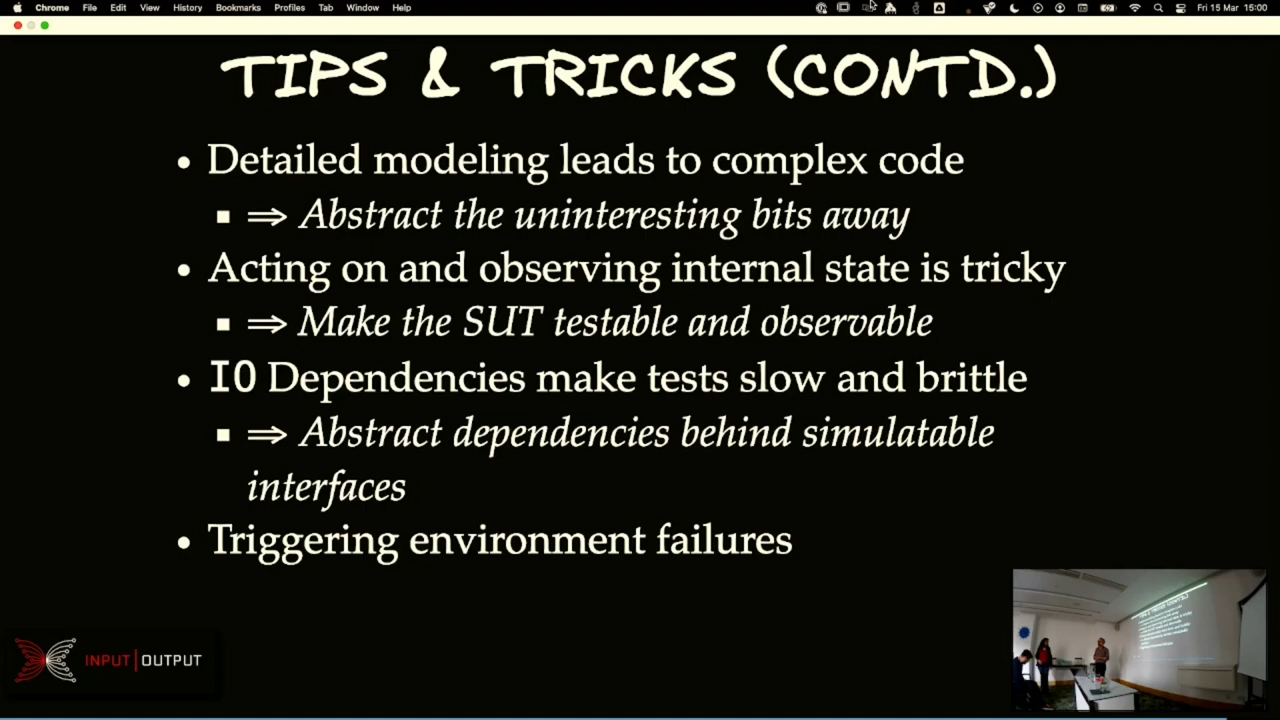 Chrome File Edit View History Bookmarks Profiles Tab Window Help Fri 15 Mar 15:00
TIPS & TRICKS (CONTD.)
• Detailed modeling leads to complex code
▪ ⇒ Abstract the uninteresting bits away
• Acting on and observing internal state is tricky
▪ ⇒ Make the SUT testable and observable
• IO Dependencies make tests slow and brittle
▪ ⇒ Abstract dependencies behind simulatable
interfaces
• Triggering environment failures
INPUT | OUTPUT
TIPS & TRICKS (CONTD.)